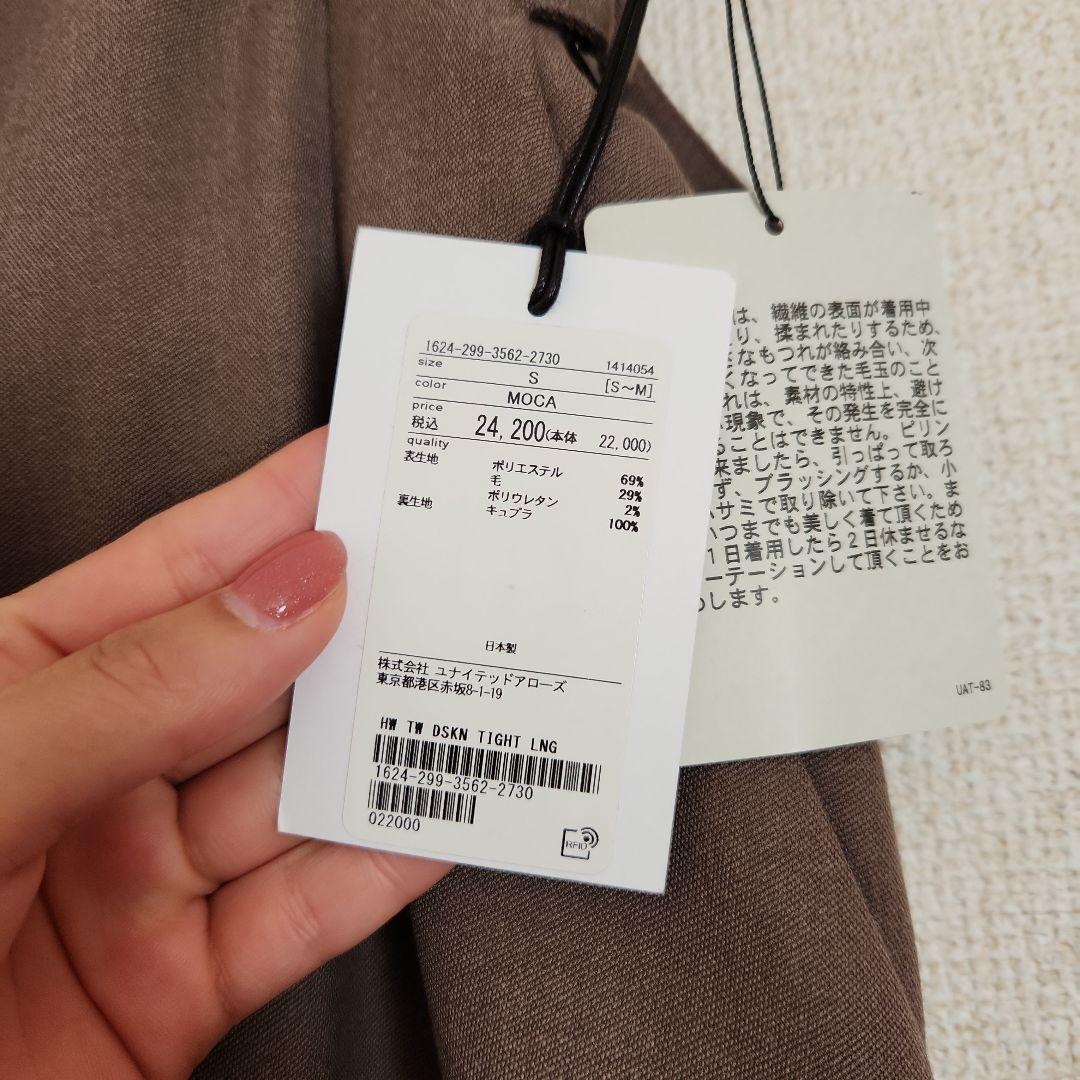 1624-299-3562-2730 1414054
size S [S～M]
color MOCA
price
税込 24,200(本体 22,000)
quality
表生地 ポリエステル 69%
毛 29%
ポリウレタン 2%
裏生地 キュプラ 100%
日本製
株式会社 ユナイテッドアローズ
東京都港区赤坂8-1-19
HW TW DSKN TIGHT LNG
1624-299-3562-2730
022000
RFID
は、繊維の表面が着用中
り、揉まれたりするため、
なもつれが絡み合い、次
くなってできた毛玉のこと
れは、素材の特性上、避け
現象で、その発生を完全に
ことはできません。ピリン
来ましたら、引っぱって取ろ
ず、ブラッシングするか、小
サミで取り除いて下さい。ま
いつまでも美しく着て頂くため
1日着用したら2日休ませるな
ーテーションして頂くことをお
します。
UAT-83